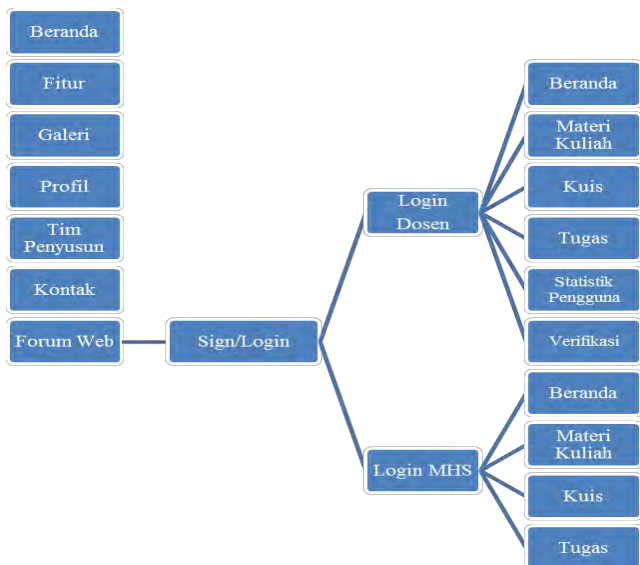 Beranda
Fitur
Galeri
Profil
Tim
Penyusun
Kontak
Forum Web
Sign/Login
Login
Dosen
Login MHS
Beranda
Materi
Kuliah
Kuis
Tugas
Statistik
Pengguna
Verifikasi
Beranda
Materi
Kuliah
Kuis
Tugas